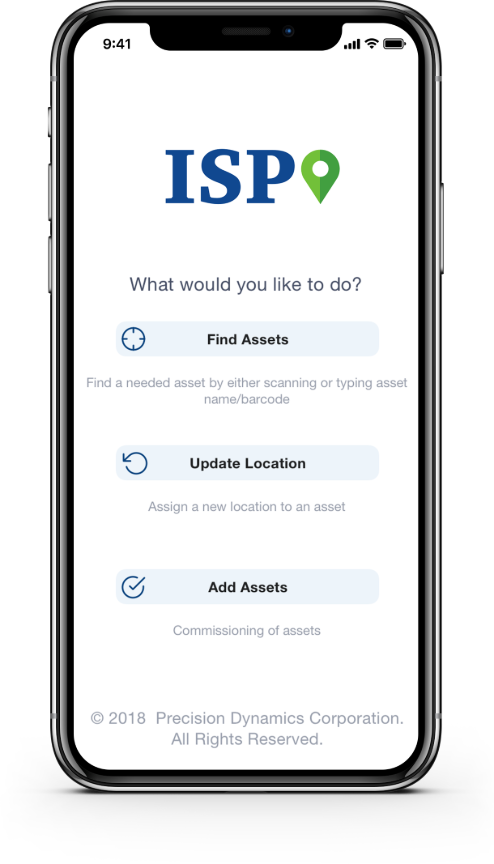 9:41
ISP
What would you like to do?
Find Assets
Find a needed asset by either scanning or typing asset
name/barcode
Update Location
Assign a new location to an asset
Add Assets
Commissioning of assets
© 2018 Precision Dynamics Corporation.
All Rights Reserved.